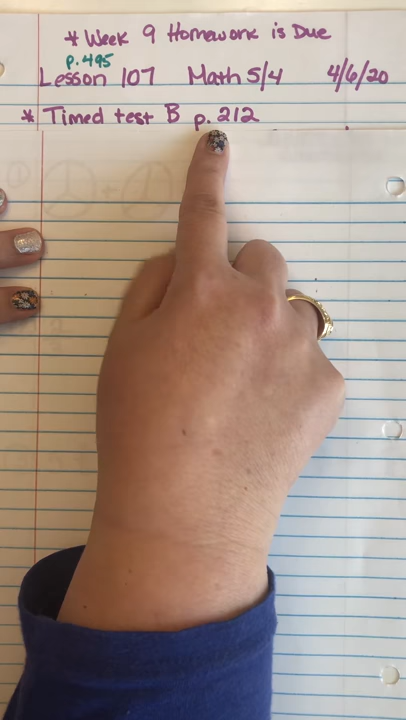 * Week 9 Homework is Due
p.495
Lesson 107 Math 5/4 4/6/20
* Timed test B p.212